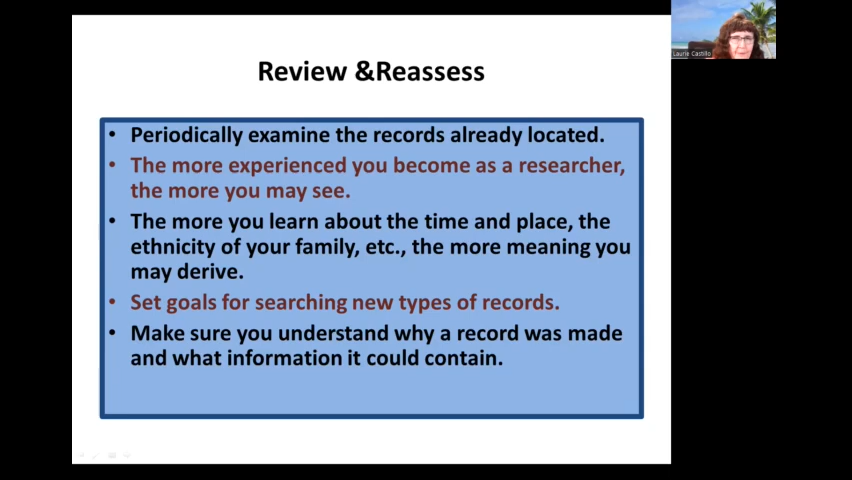 Laurie Castillo
Review &Reassess
• Periodically examine the records already located.
• The more experienced you become as a researcher,
the more you may see.
• The more you learn about the time and place, the
ethnicity of your family, etc., the more meaning you
may derive.
• Set goals for searching new types of records.
• Make sure you understand why a record was made
and what information it could contain.